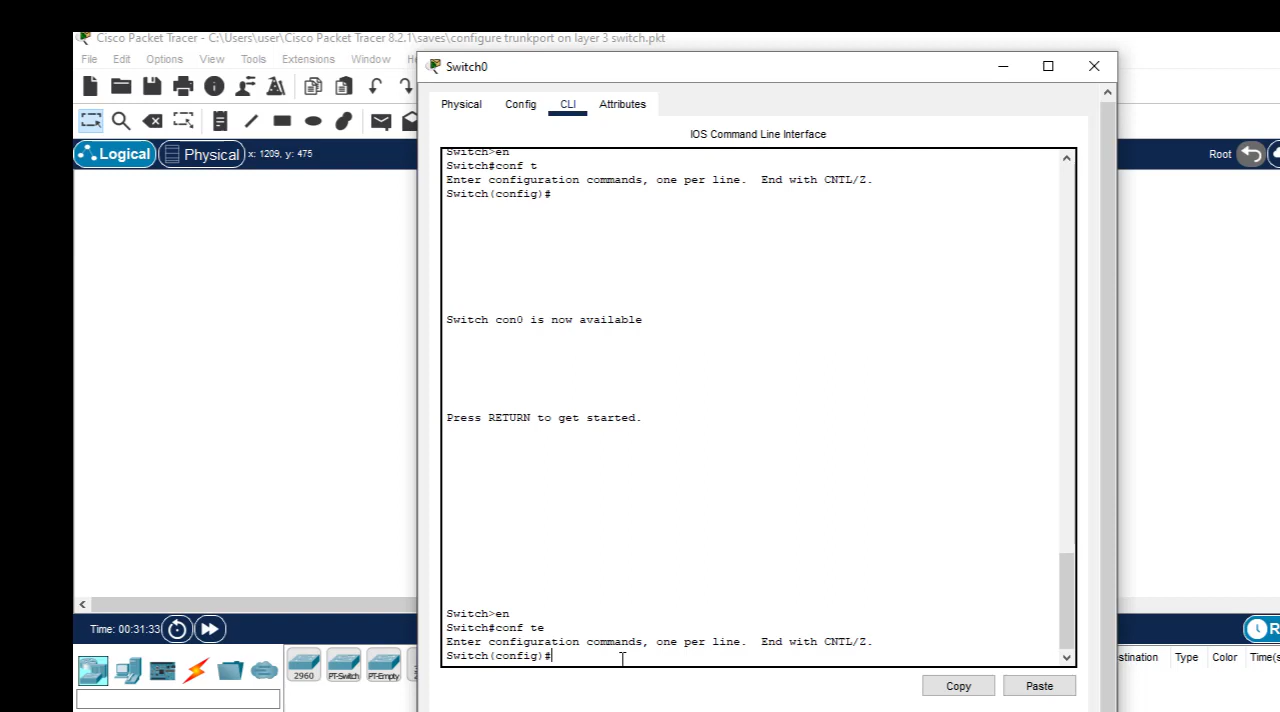 Cisco Packet Tracer - C:\Users\user\Cisco Packet Tracer 8.2.1\saves\configure trunkport on layer 3 switch.pkt
File Edit Options View Tools Extensions Window
Logical Physical x: 1209, y: 475
Root
Switch0
Physical Config CLI Attributes
IOS Command Line Interface
Switch>en
Switch#conf t
Enter configuration commands, one per line.  End with CNTL/Z.
Switch(config)#
Switch con0 is now available
Press RETURN to get started.
Switch>en
Switch#conf te
Enter configuration commands, one per line.  End with CNTL/Z.
Switch(config)#
Copy Paste
Time: 00:31:33
2960 PT-Switch PT-Empty
Type Color